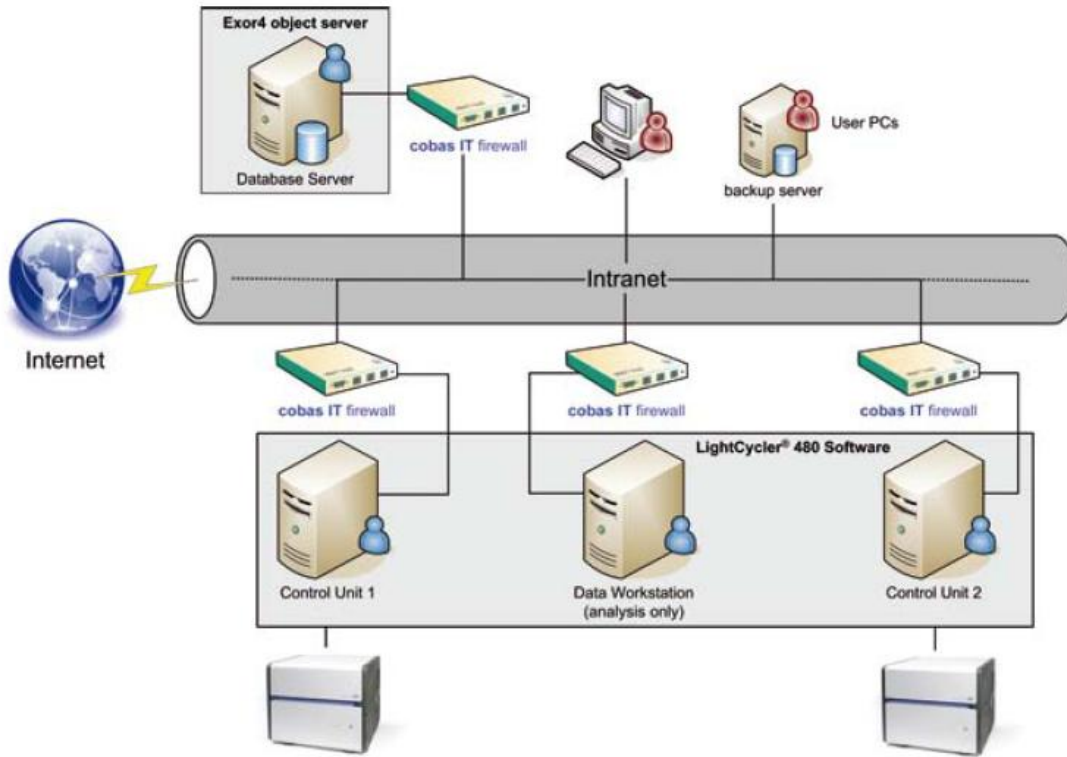 Exor4 object server
Database Server
cobas IT firewall
User PCs
backup server
Intranet
Internet
cobas IT firewall
cobas IT firewall
cobas IT firewall
LightCycler® 480 Software
Control Unit 1
Data Workstation
(analysis only)
Control Unit 2